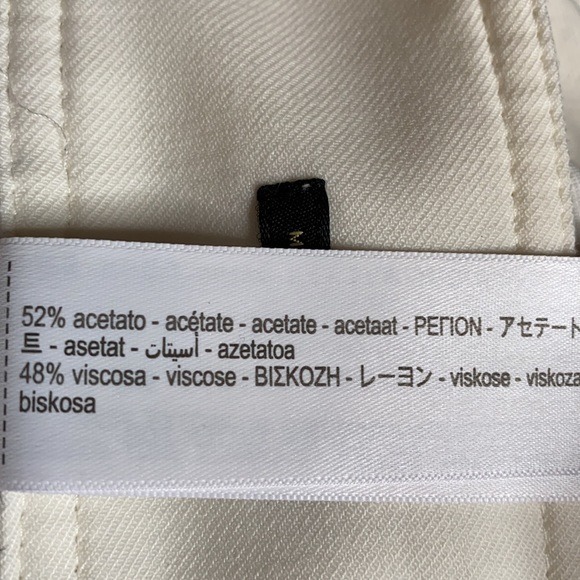 M
52% acetato - acétate - acetate - acetaat - ΡΕΓΙΟΝ - アセテート
트 - asetat - أسيتات - azetatoa
48% viscosa - viscose - ΒΙΣΚΟΖΗ - レーヨン - viskose - viskoza
biskosa